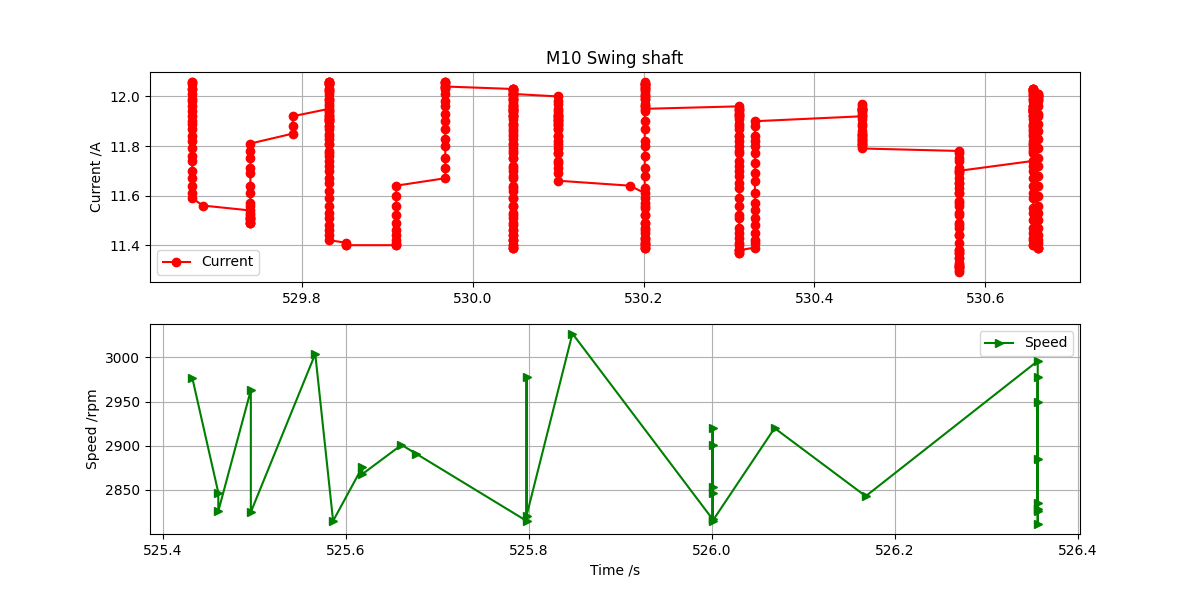 M10 Swing shaft
12.0
11.8
11.6
11.4
Current /A
Current
529.8 530.0 530.2 530.4 530.6
3000
2950
2900
2850
Speed /rpm
Speed
525.4 525.6 525.8 526.0 526.2 526.4
Time /s